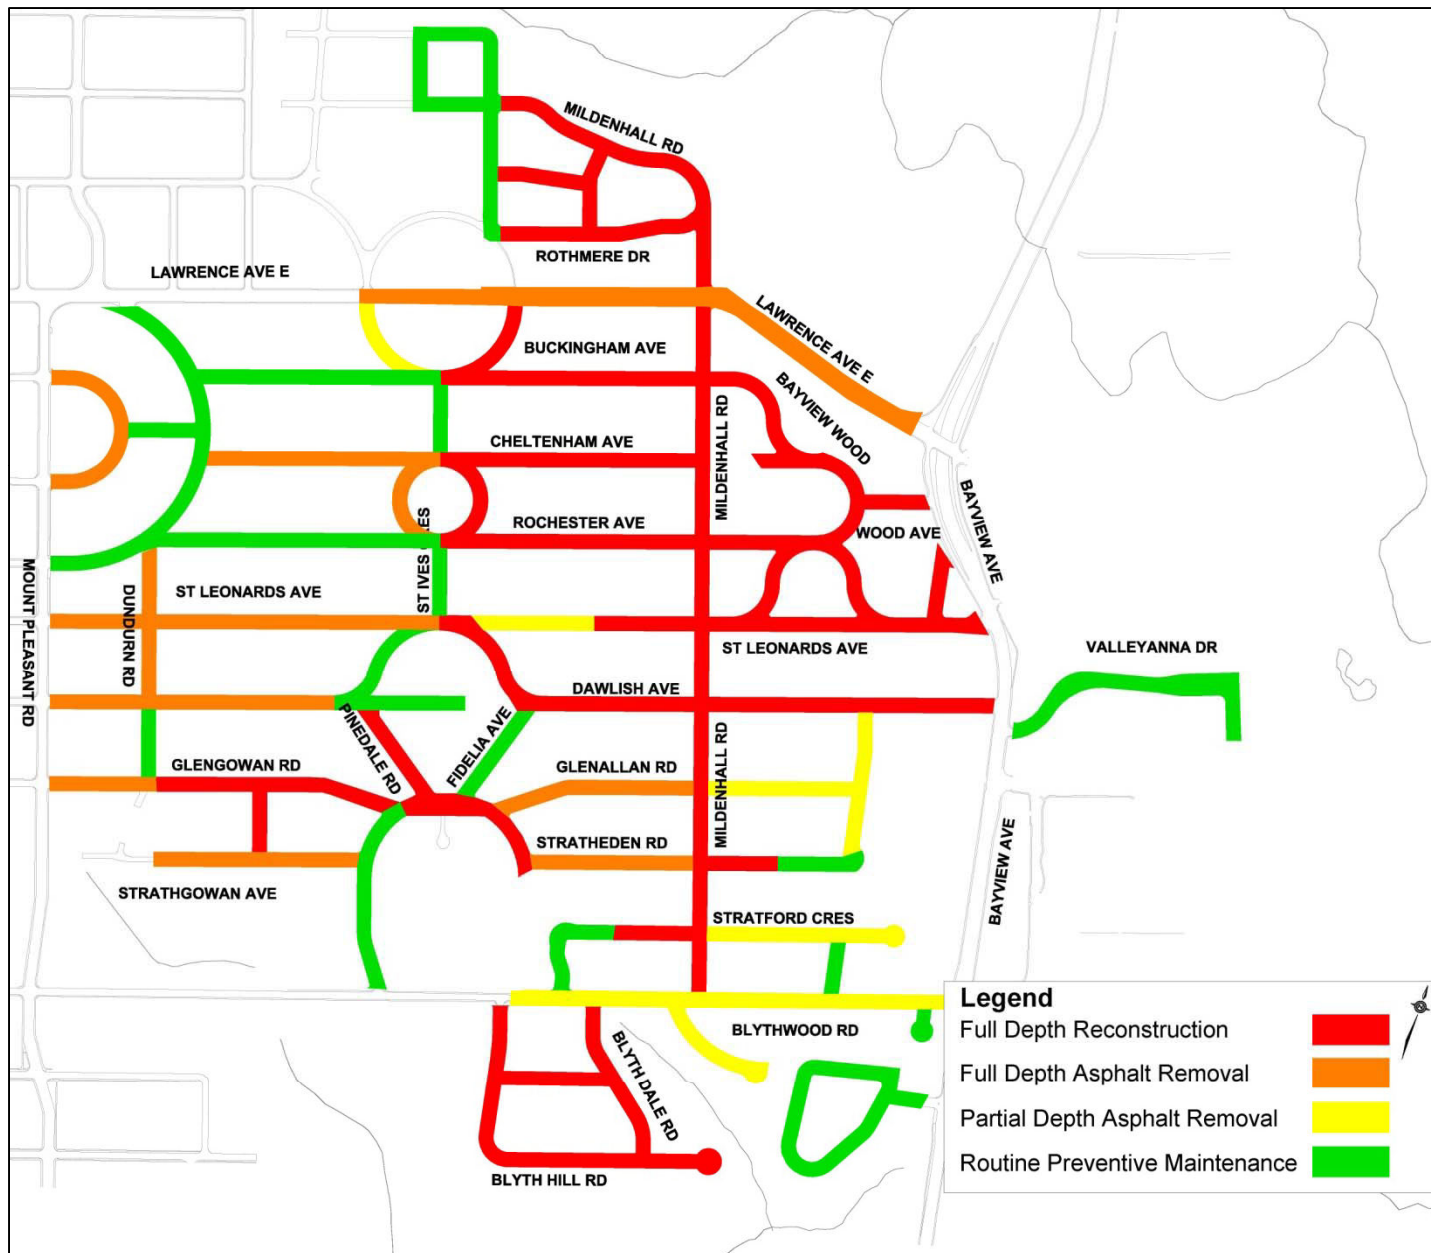 MILDENHALL RD
ROTHMERE DR
LAWRENCE AVE E
LAWRENCE AVE E
BUCKINGHAM AVE
BAYVIEW WOOD
MILDENHALL RD
CHELTENHAM AVE
BAYVIEW AVE
ROCHESTER AVE
WOOD AVE
ST IVES
MOUNT PLEASANT RD
DUNDURN RD
ST LEONARDS AVE
ST LEONARDS AVE
VALLEYANNA DR
DAWLISH AVE
PINEDALE RD
FIDELIA AVE
MILDENHALL RD
GLENGOWAN RD
GLENALLAN RD
STRATHEDEN RD
BAYVIEW AVE
STRATHGOWAN AVE
STRATFORD CRES
BLYTHWOOD RD
BLYTH DALE RD
BLYTH HILL RD
Legend
Full Depth Reconstruction
Full Depth Asphalt Removal
Partial Depth Asphalt Removal
Routine Preventive Maintenance